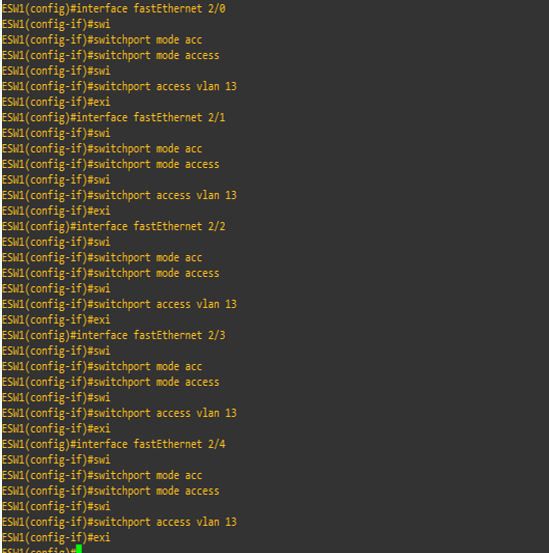 ESW1(config)#interface fastEthernet 2/0
ESW1(config-if)#swi
ESW1(config-if)#switchport mode acc
ESW1(config-if)#switchport mode access
ESW1(config-if)#swi
ESW1(config-if)#switchport access vlan 13
ESW1(config-if)#exi
ESW1(config)#interface fastEthernet 2/1
ESW1(config-if)#swi
ESW1(config-if)#switchport mode acc
ESW1(config-if)#switchport mode access
ESW1(config-if)#swi
ESW1(config-if)#switchport access vlan 13
ESW1(config-if)#exi
ESW1(config)#interface fastEthernet 2/2
ESW1(config-if)#swi
ESW1(config-if)#switchport mode acc
ESW1(config-if)#switchport mode access
ESW1(config-if)#swi
ESW1(config-if)#switchport access vlan 13
ESW1(config-if)#exi
ESW1(config)#interface fastEthernet 2/3
ESW1(config-if)#swi
ESW1(config-if)#switchport mode acc
ESW1(config-if)#switchport mode access
ESW1(config-if)#swi
ESW1(config-if)#switchport access vlan 13
ESW1(config-if)#exi
ESW1(config)#interface fastEthernet 2/4
ESW1(config-if)#swi
ESW1(config-if)#switchport mode acc
ESW1(config-if)#switchport mode access
ESW1(config-if)#swi
ESW1(config-if)#switchport access vlan 13
ESW1(config-if)#exi
ESW1(config)#